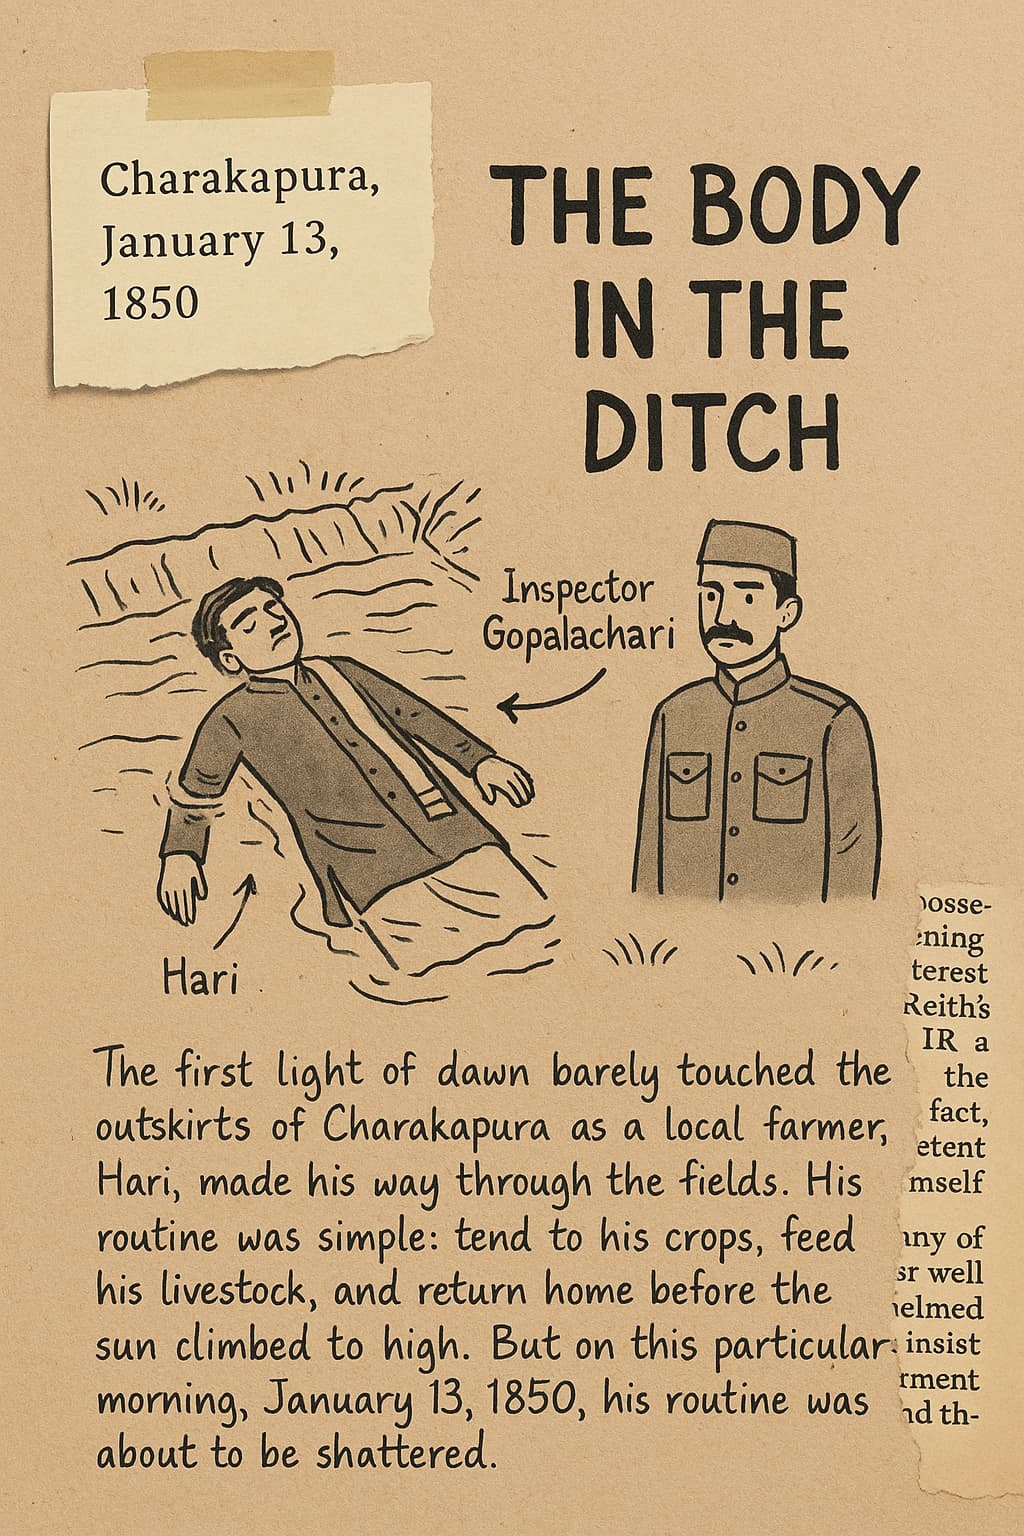 Charakapura,
January 13,
1850
THE BODY
IN THE
DITCH
Inspector
Gopalachari
Hari
The first light of dawn barely touched the
outskirts of Charakapura as a local farmer,
Hari, made his way through the fields. His
routine was simple: tend to his crops, feed
his livestock, and return home before the
sun climbed to high. But on this particular
morning, January 13, 1850, his routine was
about to be shattered.
posse-
ening
terest
Reith's
IR a
the
fact,
etent
mself
any of
sr well
helmed
insist
rment
nd th-